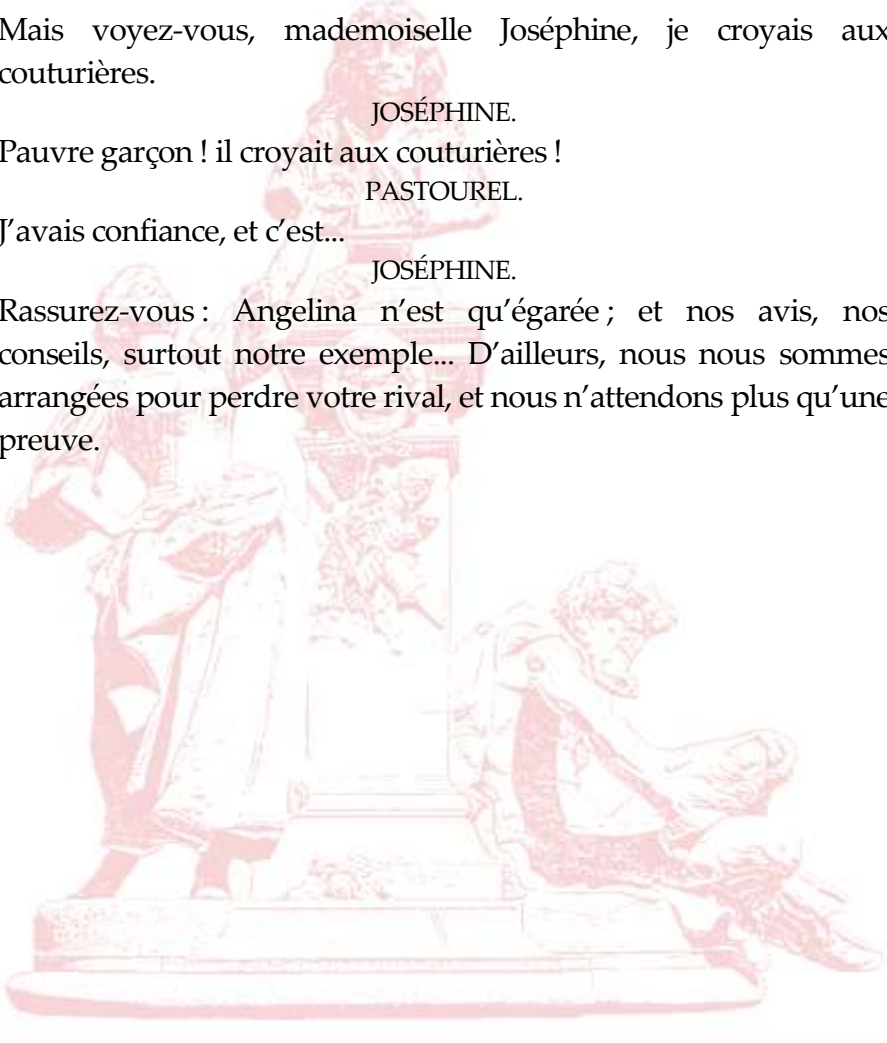 Mais voyez-vous, mademoiselle Joséphine, je croyais aux
couturières.
JOSÉPHINE.
Pauvre garçon ! il croyait aux couturières !
PASTOUREL.
J’avais confiance, et c’est...
JOSÉPHINE.
Rassurez-vous : Angelina n’est qu’égarée ; et nos avis, nos
conseils, surtout notre exemple... D’ailleurs, nous nous sommes
arrangées pour perdre votre rival, et nous n’attendons plus qu’une
preuve.